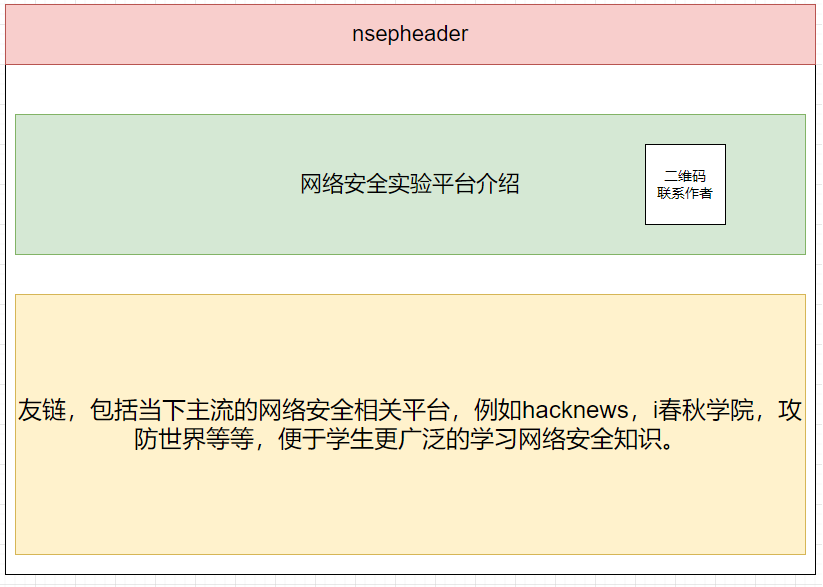 nsepheader
网络安全实验平台介绍
二维码
联系作者
友链，包括当下主流的网络安全相关平台，例如hacknews，i春秋学院，攻
防世界等等，便于学生更广泛的学习网络安全知识。